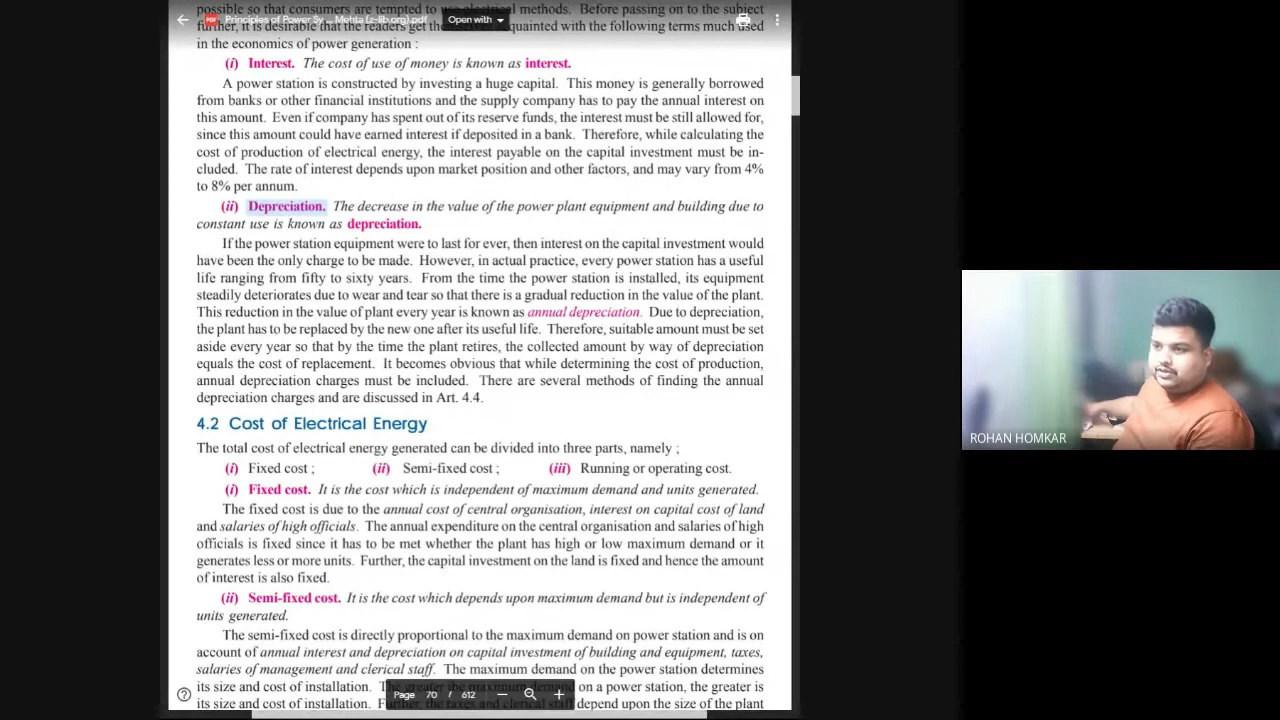 possible so that consumers are tempted to use electrical methods. Before passing on to the subject
Principles of Power Sy ... Mehta (z-lib.org).pdf Open with
further, it is desirable that the readers get acquainted with the following terms much used
in the economics of power generation :
(i) Interest. The cost of use of money is known as interest.
A power station is constructed by investing a huge capital. This money is generally borrowed
from banks or other financial institutions and the supply company has to pay the annual interest on
this amount. Even if company has spent out of its reserve funds, the interest must be still allowed for,
since this amount could have earned interest if deposited in a bank. Therefore, while calculating the
cost of production of electrical energy, the interest payable on the capital investment must be in-
cluded. The rate of interest depends upon market position and other factors, and may vary from 4%
to 8% per annum.
(ii) Depreciation. The decrease in the value of the power plant equipment and building due to
constant use is known as depreciation.
If the power station equipment were to last for ever, then interest on the capital investment would
have been the only charge to be made. However, in actual practice, every power station has a useful
life ranging from fifty to sixty years. From the time the power station is installed, its equipment
steadily deteriorates due to wear and tear so that there is a gradual reduction in the value of the plant.
This reduction in the value of plant every year is known as annual depreciation. Due to depreciation,
the plant has to be replaced by the new one after its useful life. Therefore, suitable amount must be set
aside every year so that by the time the plant retires, the collected amount by way of depreciation
equals the cost of replacement. It becomes obvious that while determining the cost of production,
annual depreciation charges must be included. There are several methods of finding the annual
depreciation charges and are discussed in Art. 4.4.
4.2 Cost of Electrical Energy
The total cost of electrical energy generated can be divided into three parts, namely ;
(i) Fixed cost ; (ii) Semi-fixed cost ; (iii) Running or operating cost.
(i) Fixed cost. It is the cost which is independent of maximum demand and units generated.
The fixed cost is due to the annual cost of central organisation, interest on capital cost of land
and salaries of high officials. The annual expenditure on the central organisation and salaries of high
officials is fixed since it has to be met whether the plant has high or low maximum demand or it
generates less or more units. Further, the capital investment on the land is fixed and hence the amount
of interest is also fixed.
(ii) Semi-fixed cost. It is the cost which depends upon maximum demand but is independent of
units generated.
The semi-fixed cost is directly proportional to the maximum demand on power station and is on
account of annual interest and depreciation on capital investment of building and equipment, taxes,
salaries of management and clerical staff. The maximum demand on the power station determines
its size and cost of installation. The greater the maximum demand on a power station, the greater is
its size and cost of installation. Further, the taxes and clerical staff depend upon the size of the plant
Page 70 / 612
ROHAN HOMKAR